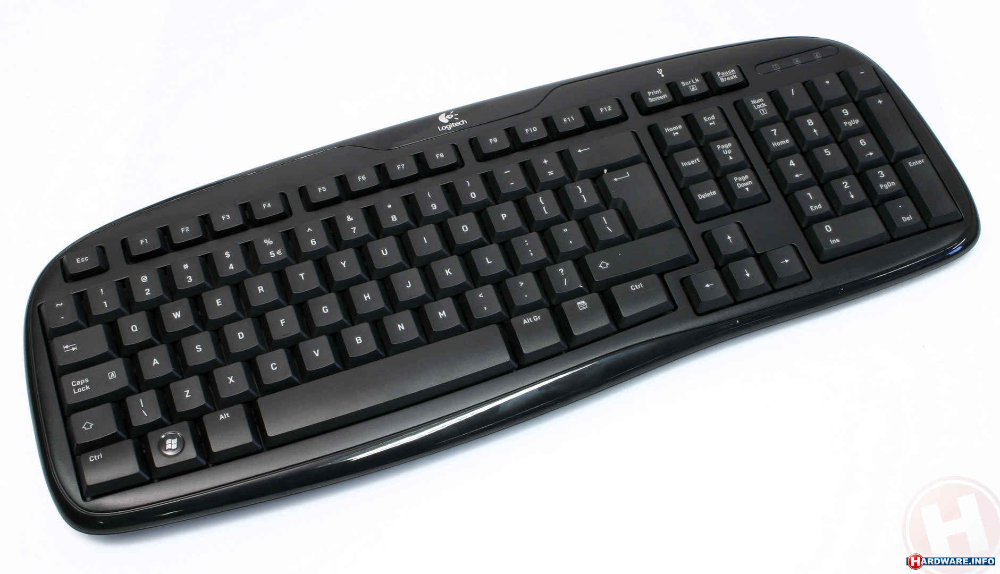 Logitech
Esc F1 F2 F3 F4 F5 F6 F7 F8 F9 F10 F11 F12
Print
Screen
Scr Lk
Pause
Break
~ ! @ # $ % ^ & * ( ) _ +
` 1 2 3 4 5€ 6 7 8 9 0 - = ←
Q W E R T Y U I O P { }
[ ]
Caps
Lock
A
A S D F G H J K L : " |
; ' \
|
\
Z X C V B N M < > ?
, . /
Ctrl
Alt
Alt Gr
Ctrl
Home
End
Insert
Page
Up
Delete
Page
Down
↑
← ↓ →
Num
Lock
1
/ * -
7
Home
8
↑
9
PgUp
+
4
←
5
6
→
1
End
2
↓
3
PgDn
Enter
0
Ins
.
Del
H
HARDWARE.INFO